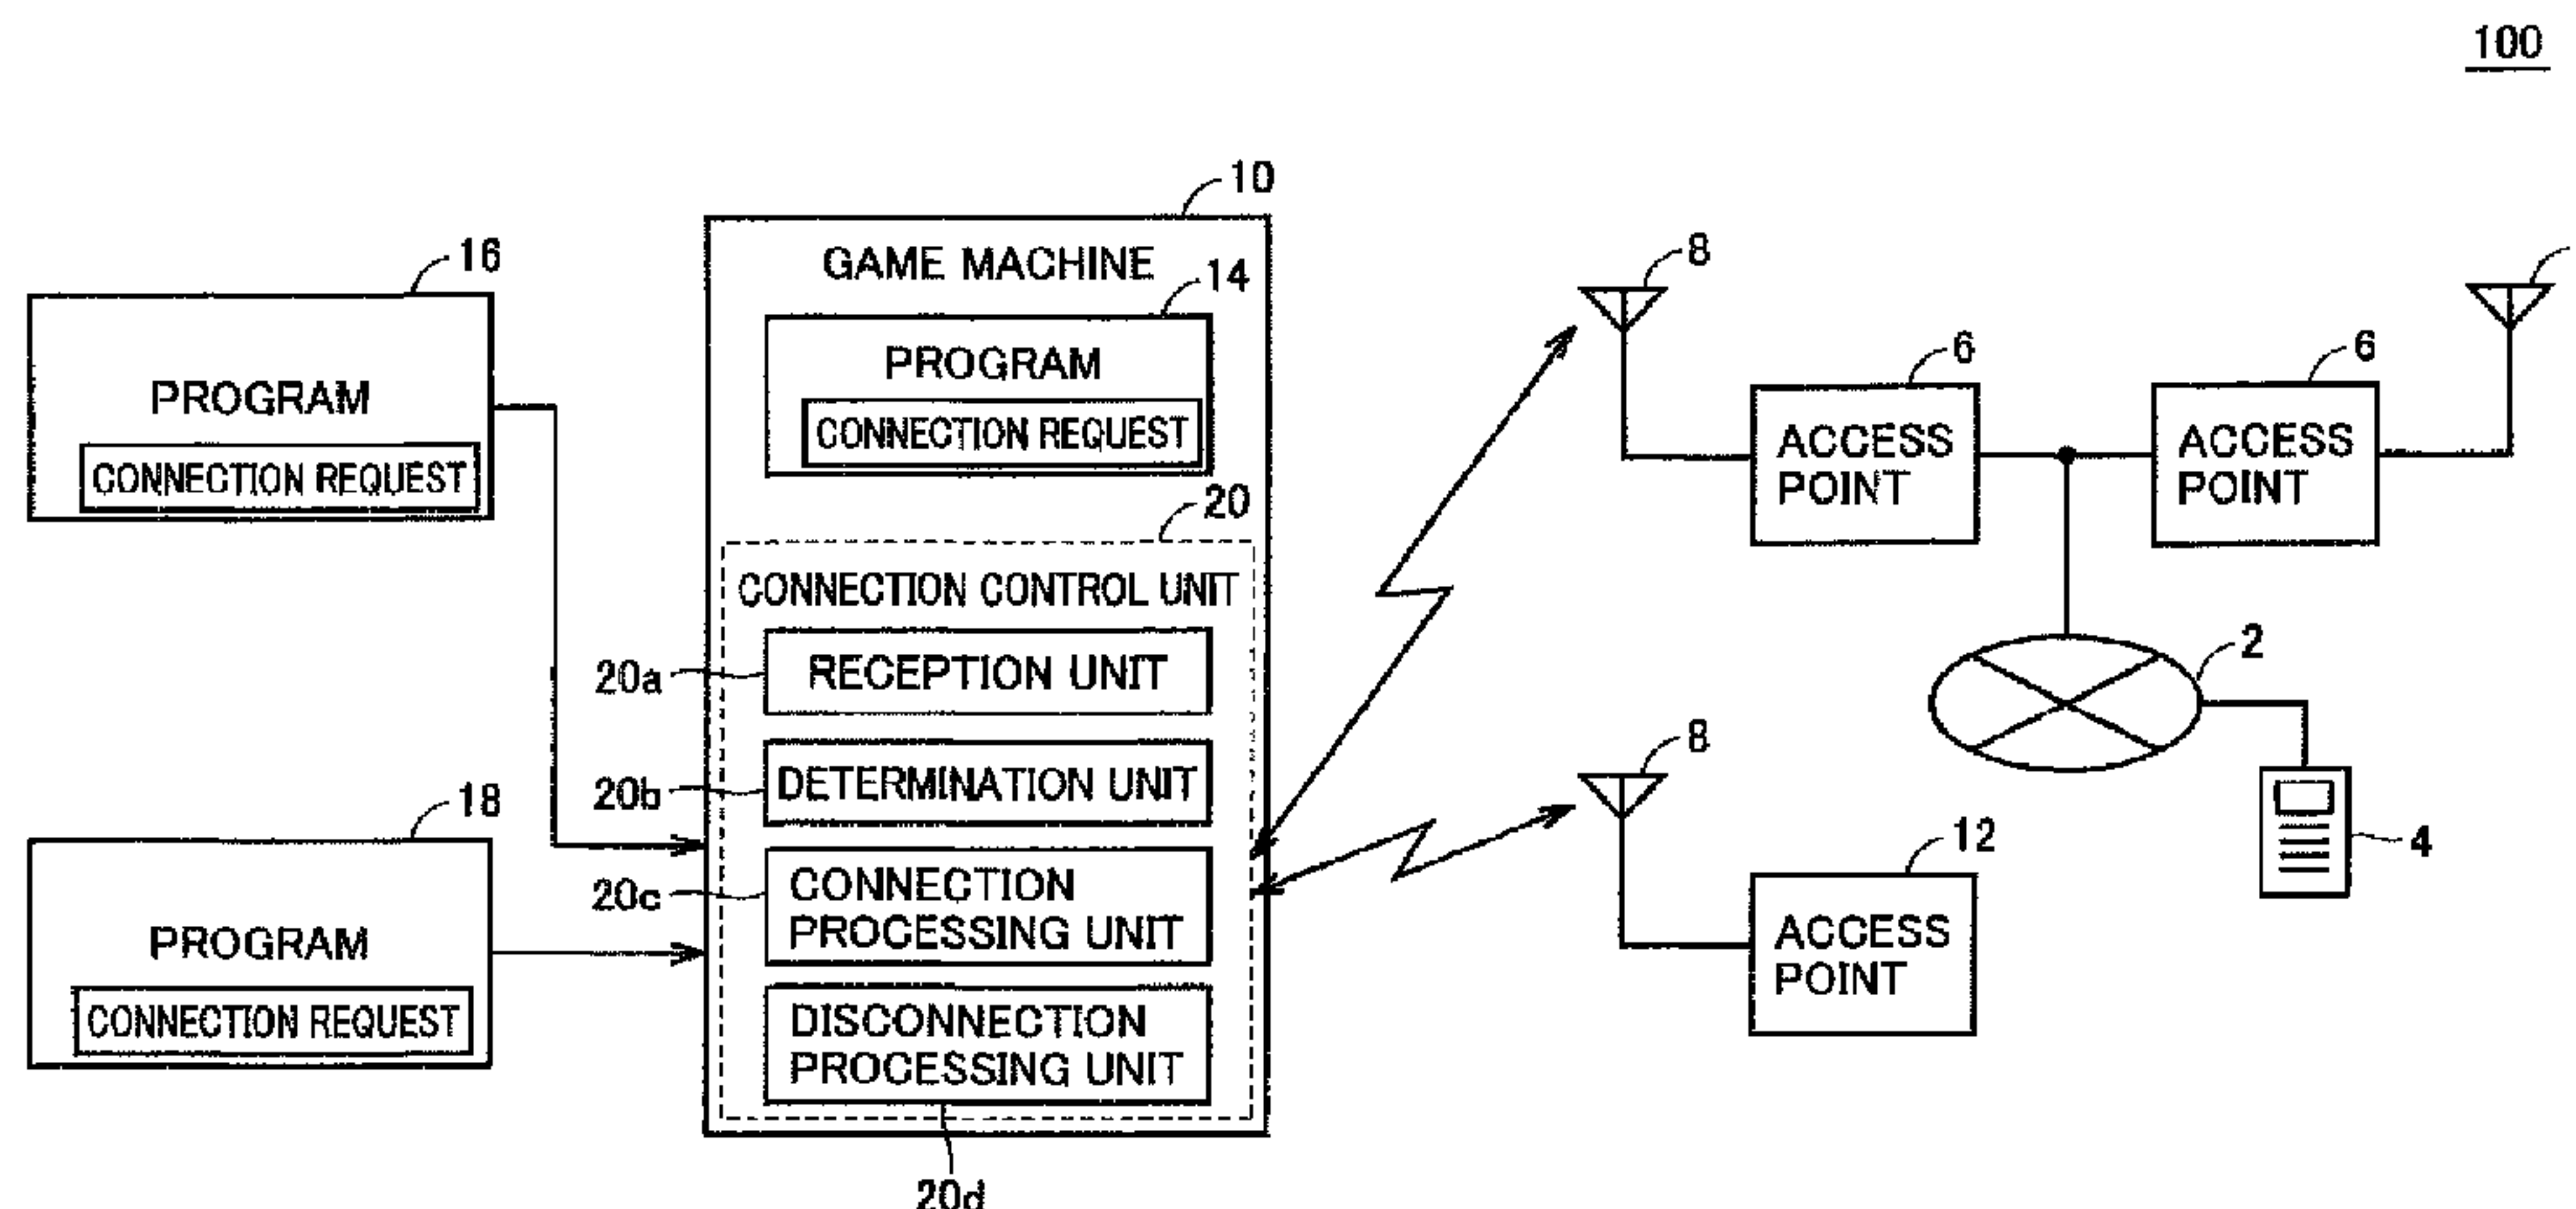 100
10
16
GAME MACHINE
14
8
PROGRAM
CONNECTION REQUEST
PROGRAM
CONNECTION REQUEST
6
ACCESS
POINT
6
ACCESS
POINT
20
CONNECTION CONTROL UNIT
20a
RECEPTION UNIT
2
20b
DETERMINATION UNIT
8
18
PROGRAM
CONNECTION REQUEST
20c
CONNECTION
PROCESSING UNIT
12
ACCESS
POINT
4
DISCONNECTION
PROCESSING UNIT
20d